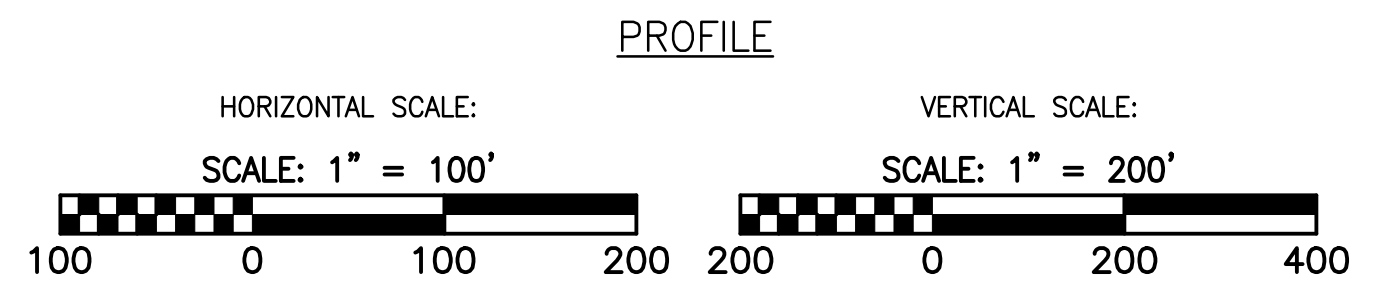 PROFILE
HORIZONTAL SCALE:
SCALE: 1” = 100’
100 0 100 200
VERTICAL SCALE:
SCALE: 1” = 200’
200 0 200 400